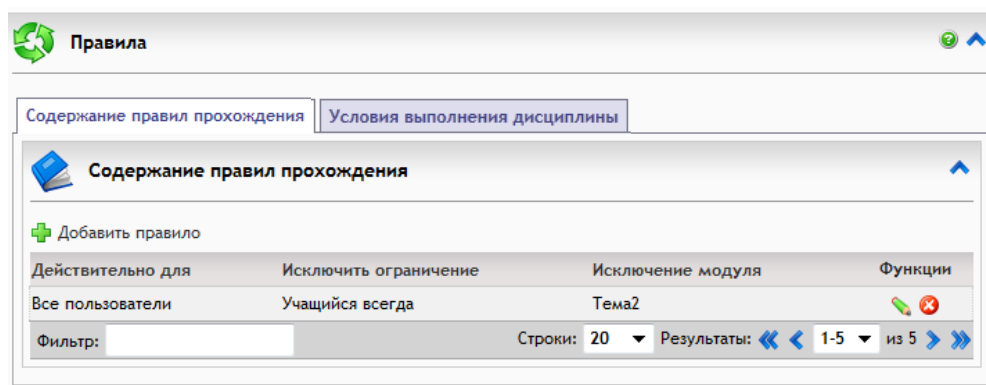 Правила
Содержание правил прохождения Условия выполнения дисциплины
Содержание правил прохождения
Добавить правило
Действительно для Исключить ограничение Исключение модуля Функции
Все пользователи Учащийся всегда Тема2
Фильтр: Строки: 20 Результаты: 1-5 из 5